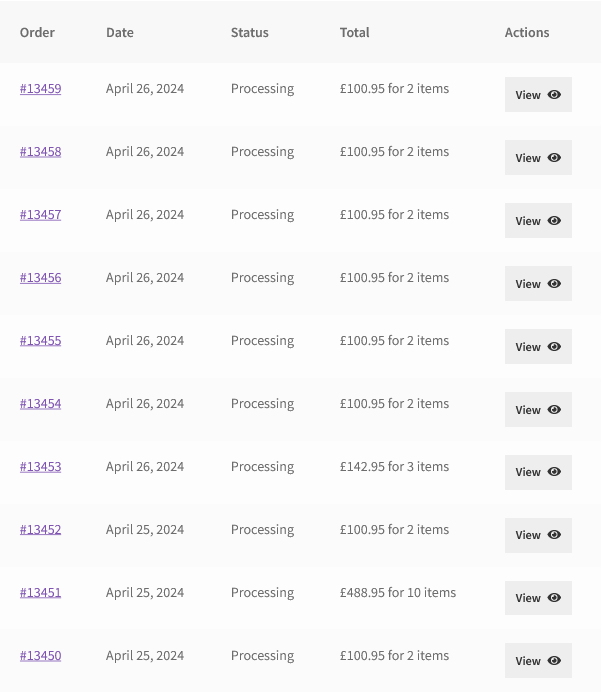 Order Date Status Total Actions
#13459 April 26, 2024 Processing £100.95 for 2 items View
#13458 April 26, 2024 Processing £100.95 for 2 items View
#13457 April 26, 2024 Processing £100.95 for 2 items View
#13456 April 26, 2024 Processing £100.95 for 2 items View
#13455 April 26, 2024 Processing £100.95 for 2 items View
#13454 April 26, 2024 Processing £100.95 for 2 items View
#13453 April 26, 2024 Processing £142.95 for 3 items View
#13452 April 25, 2024 Processing £100.95 for 2 items View
#13451 April 25, 2024 Processing £488.95 for 10 items View
#13450 April 25, 2024 Processing £100.95 for 2 items View